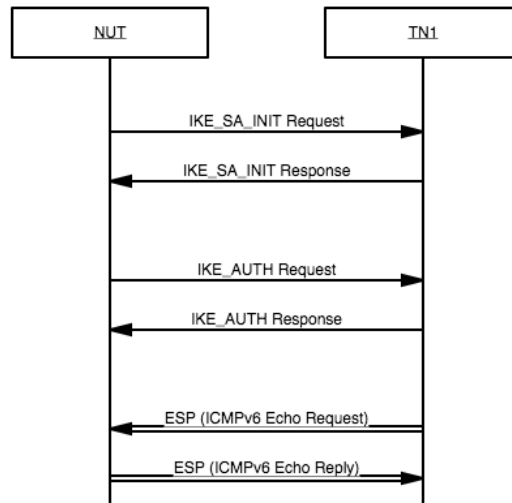 NUT
TN1
IKE_SA_INIT Request
IKE_SA_INIT Response
IKE_AUTH Request
IKE_AUTH Response
ESP (ICMPv6 Echo Request)
ESP (ICMPv6 Echo Reply)